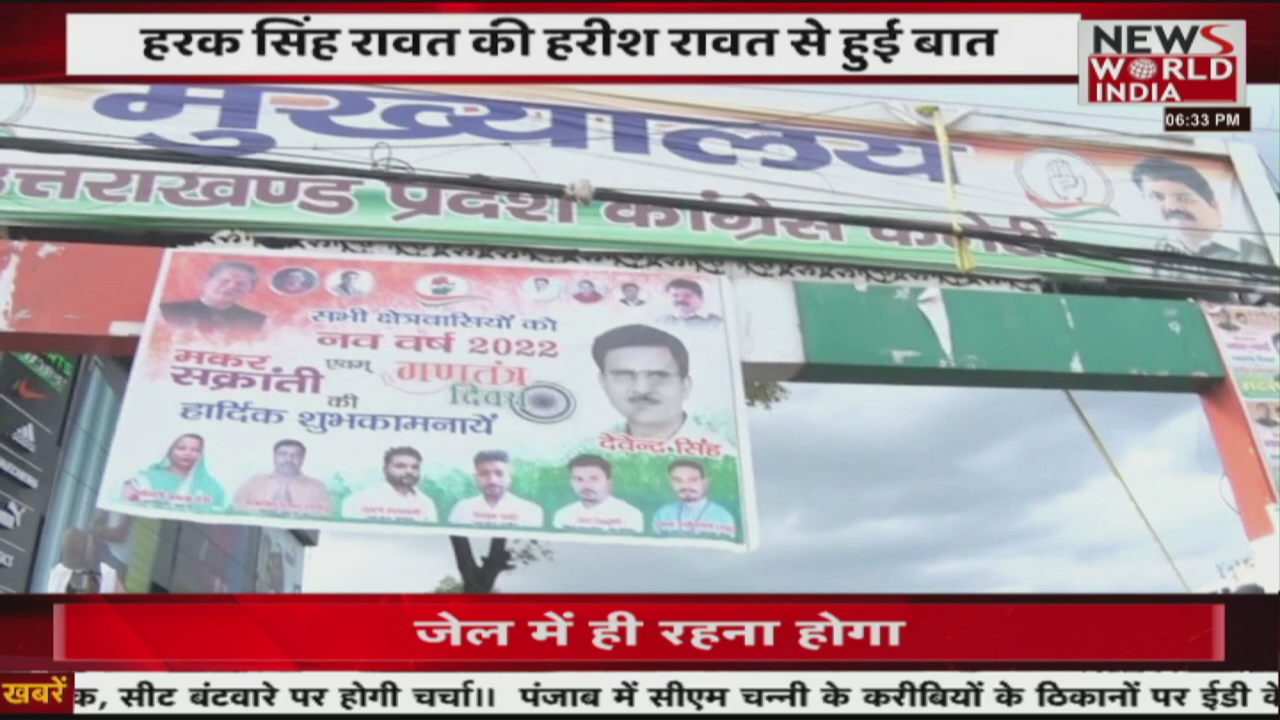 हरक सिंह रावत की हरीश रावत से हुई बात
NEWS
WORLD
INDIA
06:33 PM
मुख्यालय
उत्तराखण्ड प्रदेश कांग्रेस कमेटी
सभी क्षेत्रवासियों को
नव वर्ष 2022
मकर
सक्रांती
एवम्
गणतंत्र
दिवस
की
हार्दिक शुभकामनायें
देवेन्द्र सिंह
जेल में ही रहना होगा
खबरें
क, सीट बंटवारे पर होगी चर्चा।। पंजाब में सीएम चन्नी के करीबियों के ठिकानों पर ईडी के